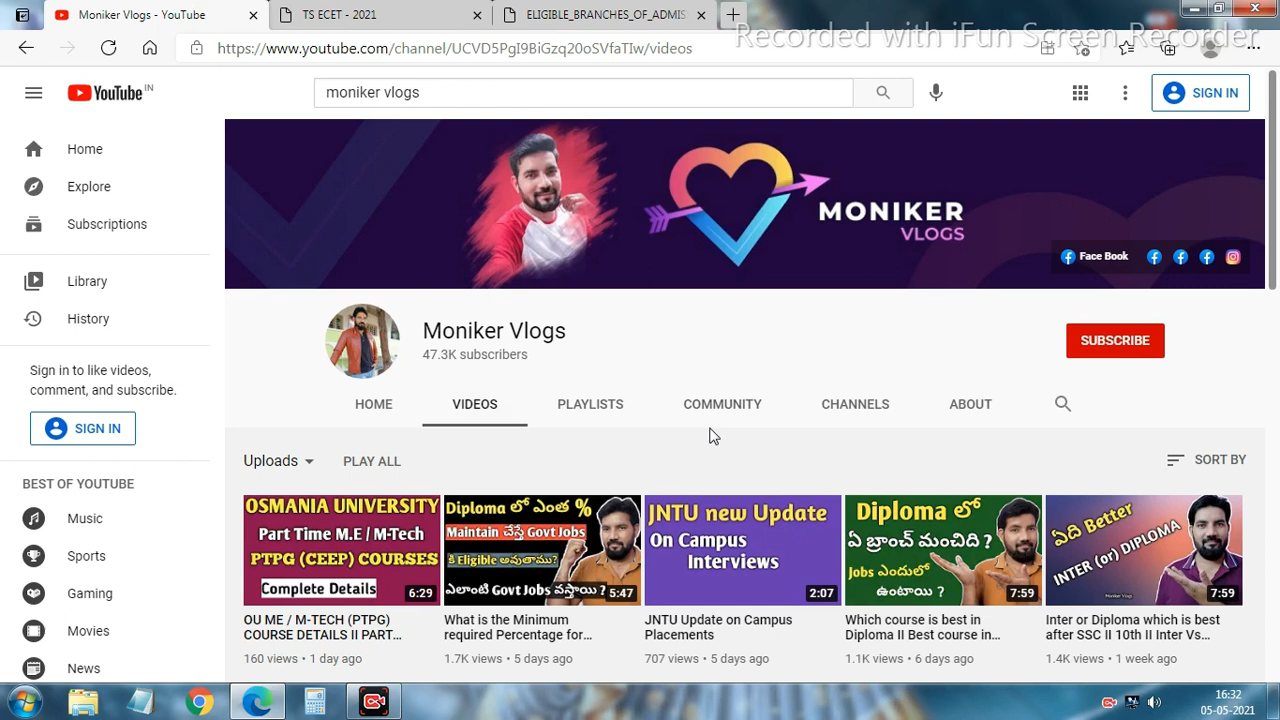 Moniker Vlogs - YouTube
TS ECET - 2021
ELIGIBLE_BRANCHES_OF_ADMIS
Recorded with iFun Screen Recorder
https://www.youtube.com/channel/UCVD5PgI9BiGzq20oSVfaTIw/videos
YouTube IN
moniker vlogs
SIGN IN
Home
Explore
Subscriptions
Library
History
Sign in to like videos,
comment, and subscribe.
SIGN IN
BEST OF YOUTUBE
Music
Sports
Gaming
Movies
News
MONIKER
VLOGS
Face Book
Moniker Vlogs
47.3K subscribers
SUBSCRIBE
HOME
VIDEOS
PLAYLISTS
COMMUNITY
CHANNELS
ABOUT
Uploads
PLAY ALL
SORT BY
OSMANIA UNIVERSITY
Part Time M.E / M-Tech
PTPG (CEEP) COURSES
Complete Details
6:29
OU ME / M-TECH (PTPG)
COURSE DETAILS II PART...
160 views • 1 day ago
Diploma లో ఎంత %
Maintain చేస్తే Govt Jobs
కి Eligible అవుతాము?
ఎలాంటి Govt Jobs వస్తాయి ?
5:47
What is the Minimum
required Percentage for...
1.7K views • 5 days ago
JNTU new Update
On Campus
Interviews
2:07
JNTU Update on Campus
Placements
707 views • 5 days ago
Diploma లో
ఏ బ్రాంచ్ మంచిది ?
Jobs ఎందులో
ఉంటాయి ?
7:59
Which course is best in
Diploma II Best course in...
1.1K views • 6 days ago
ఏది Better
INTER (or) DIPLOMA
Moniker Vlogs
7:59
Inter or Diploma which is best
after SSC II 10th II Inter Vs...
1.4K views • 1 week ago
16:32
05-05-2021